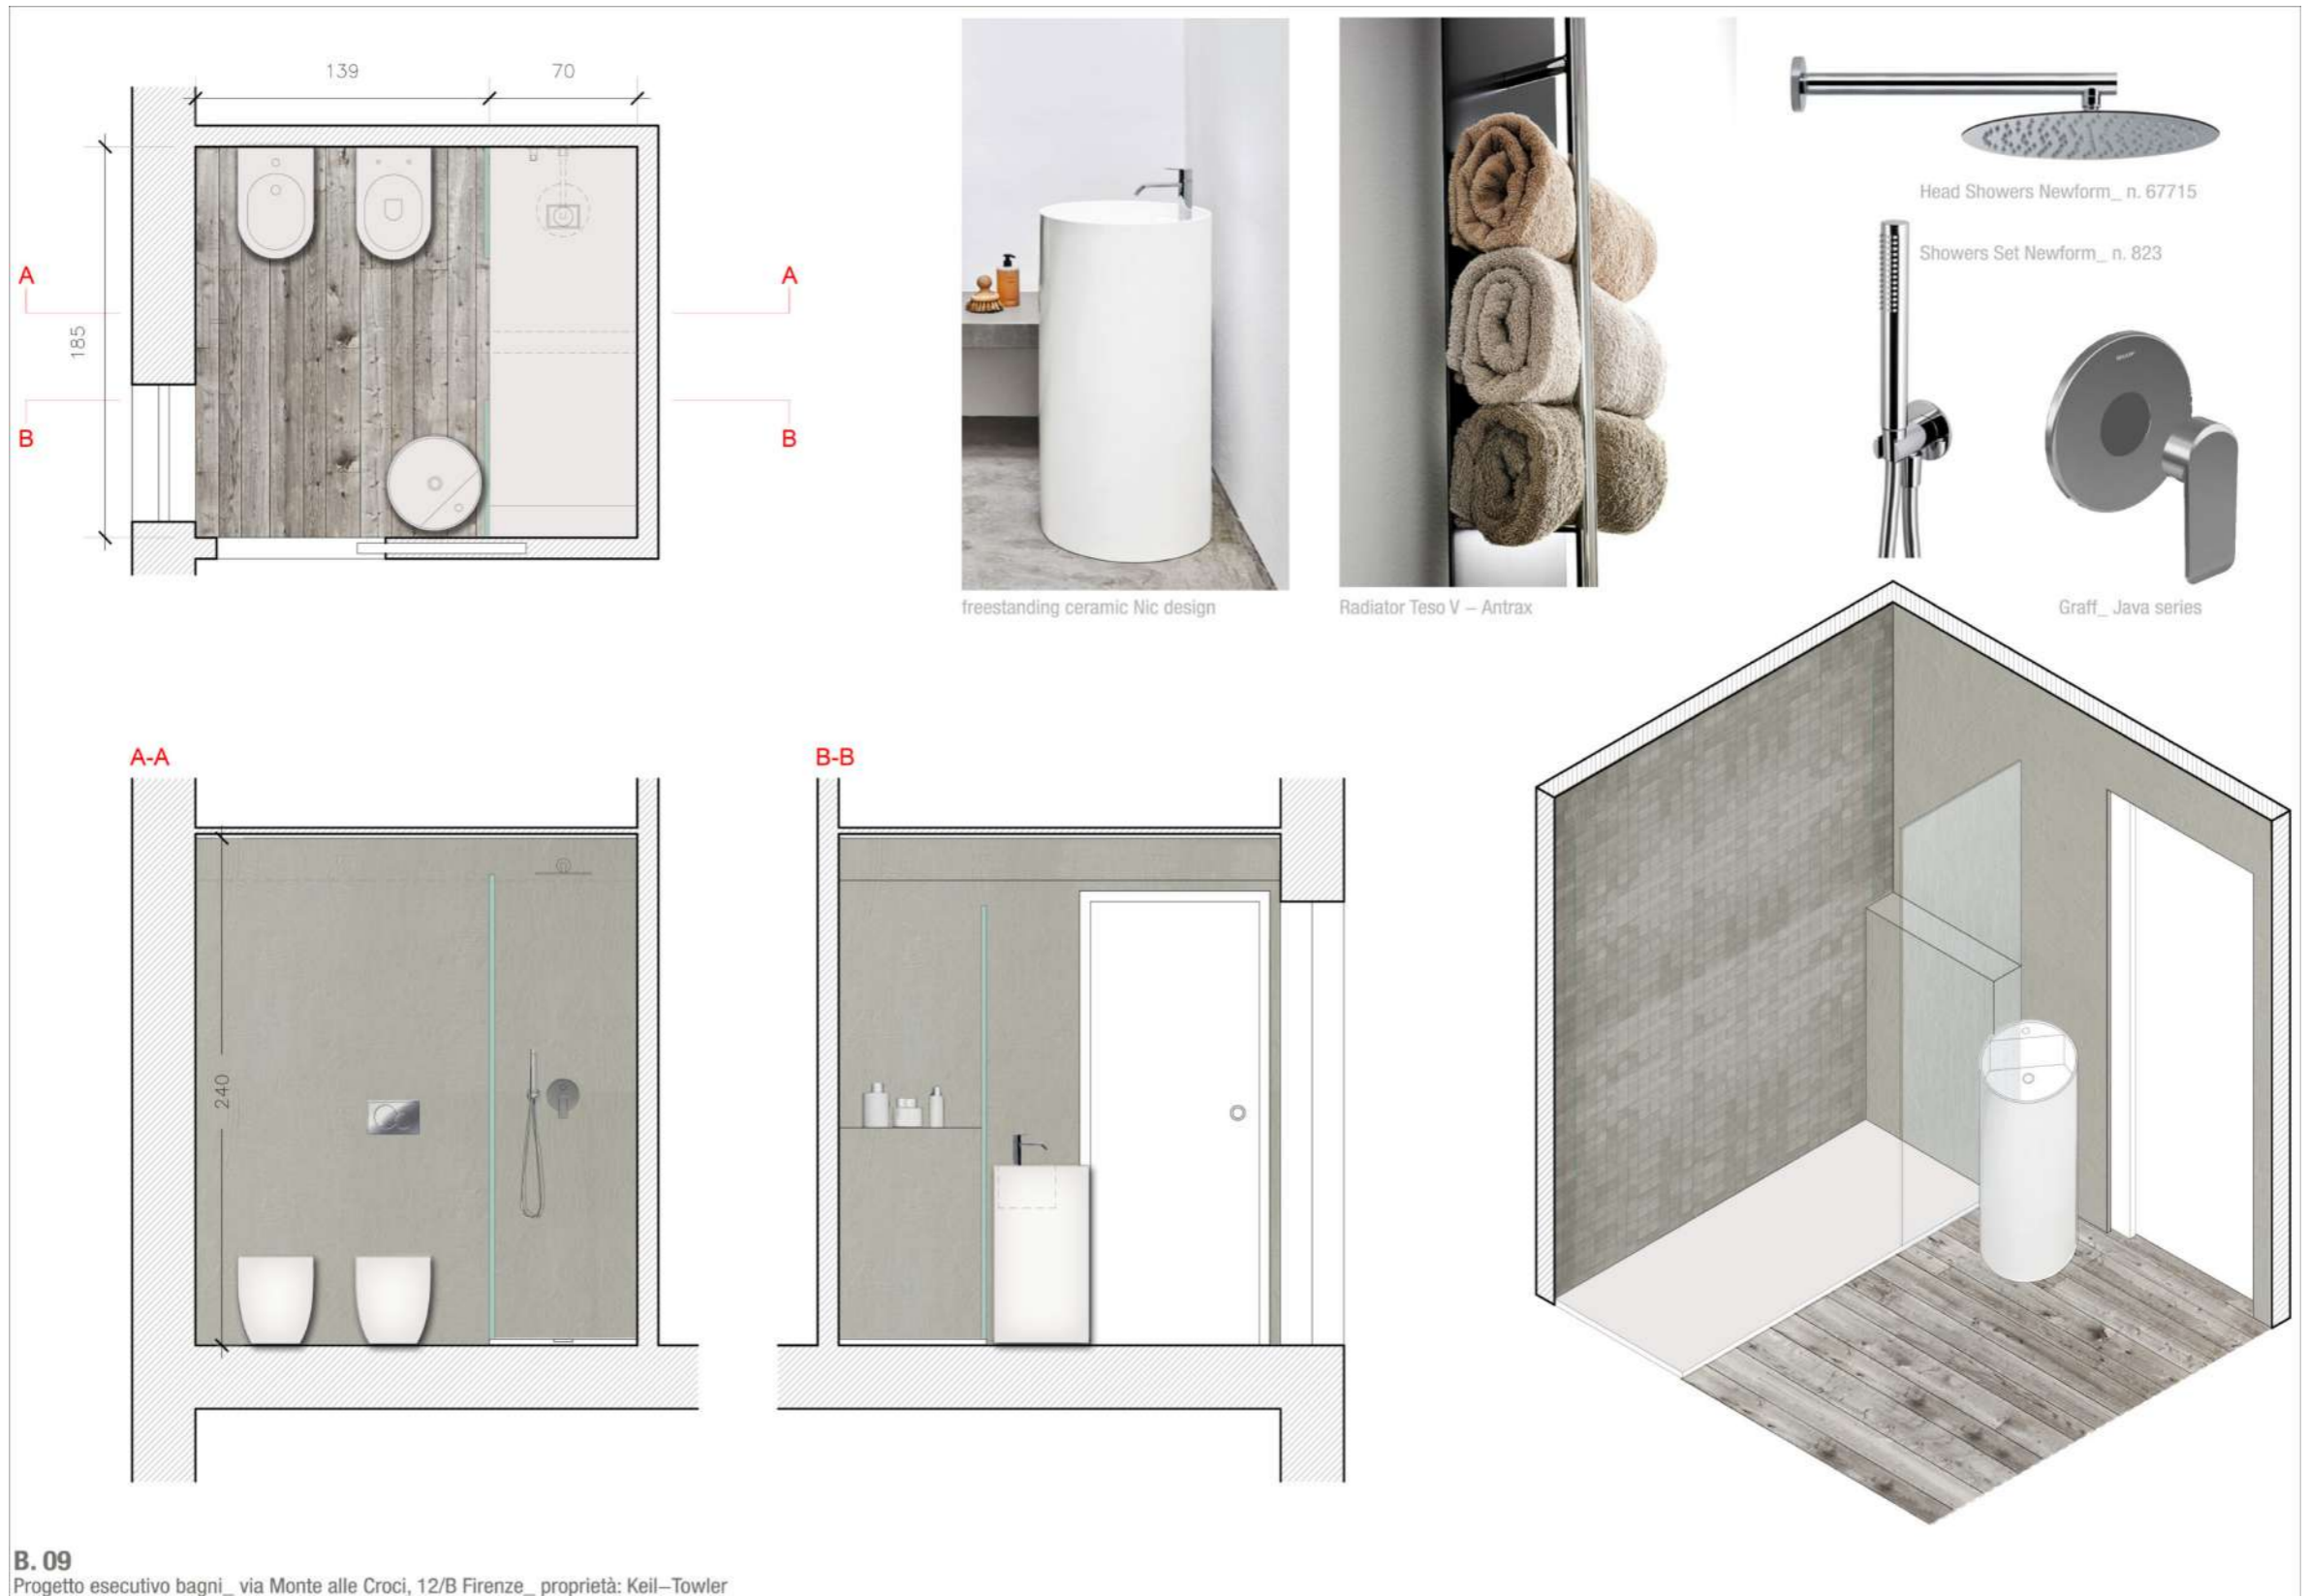 139
70
185
A
A
B
B
freestanding ceramic Nic design
Radiator Teso V – Antrax
Head Showers Newform_ n. 67715
Showers Set Newform_ n. 823
Graff_ Java series
A-A
240
B-B
B. 09
Progetto esecutivo bagni_ via Monte alle Croci, 12/B Firenze_ proprietà: Keil–Towler